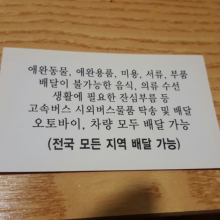 애완동물, 애완용품, 미용, 서류, 부품
배달이 불가능한 음식, 의류 수선
생활에 필요한 잔심부름 등
고속버스 시외버스물품 탁송 및 배달
오토바이, 차량 모두 배달 가능
(전국 모든 지역 배달 가능)